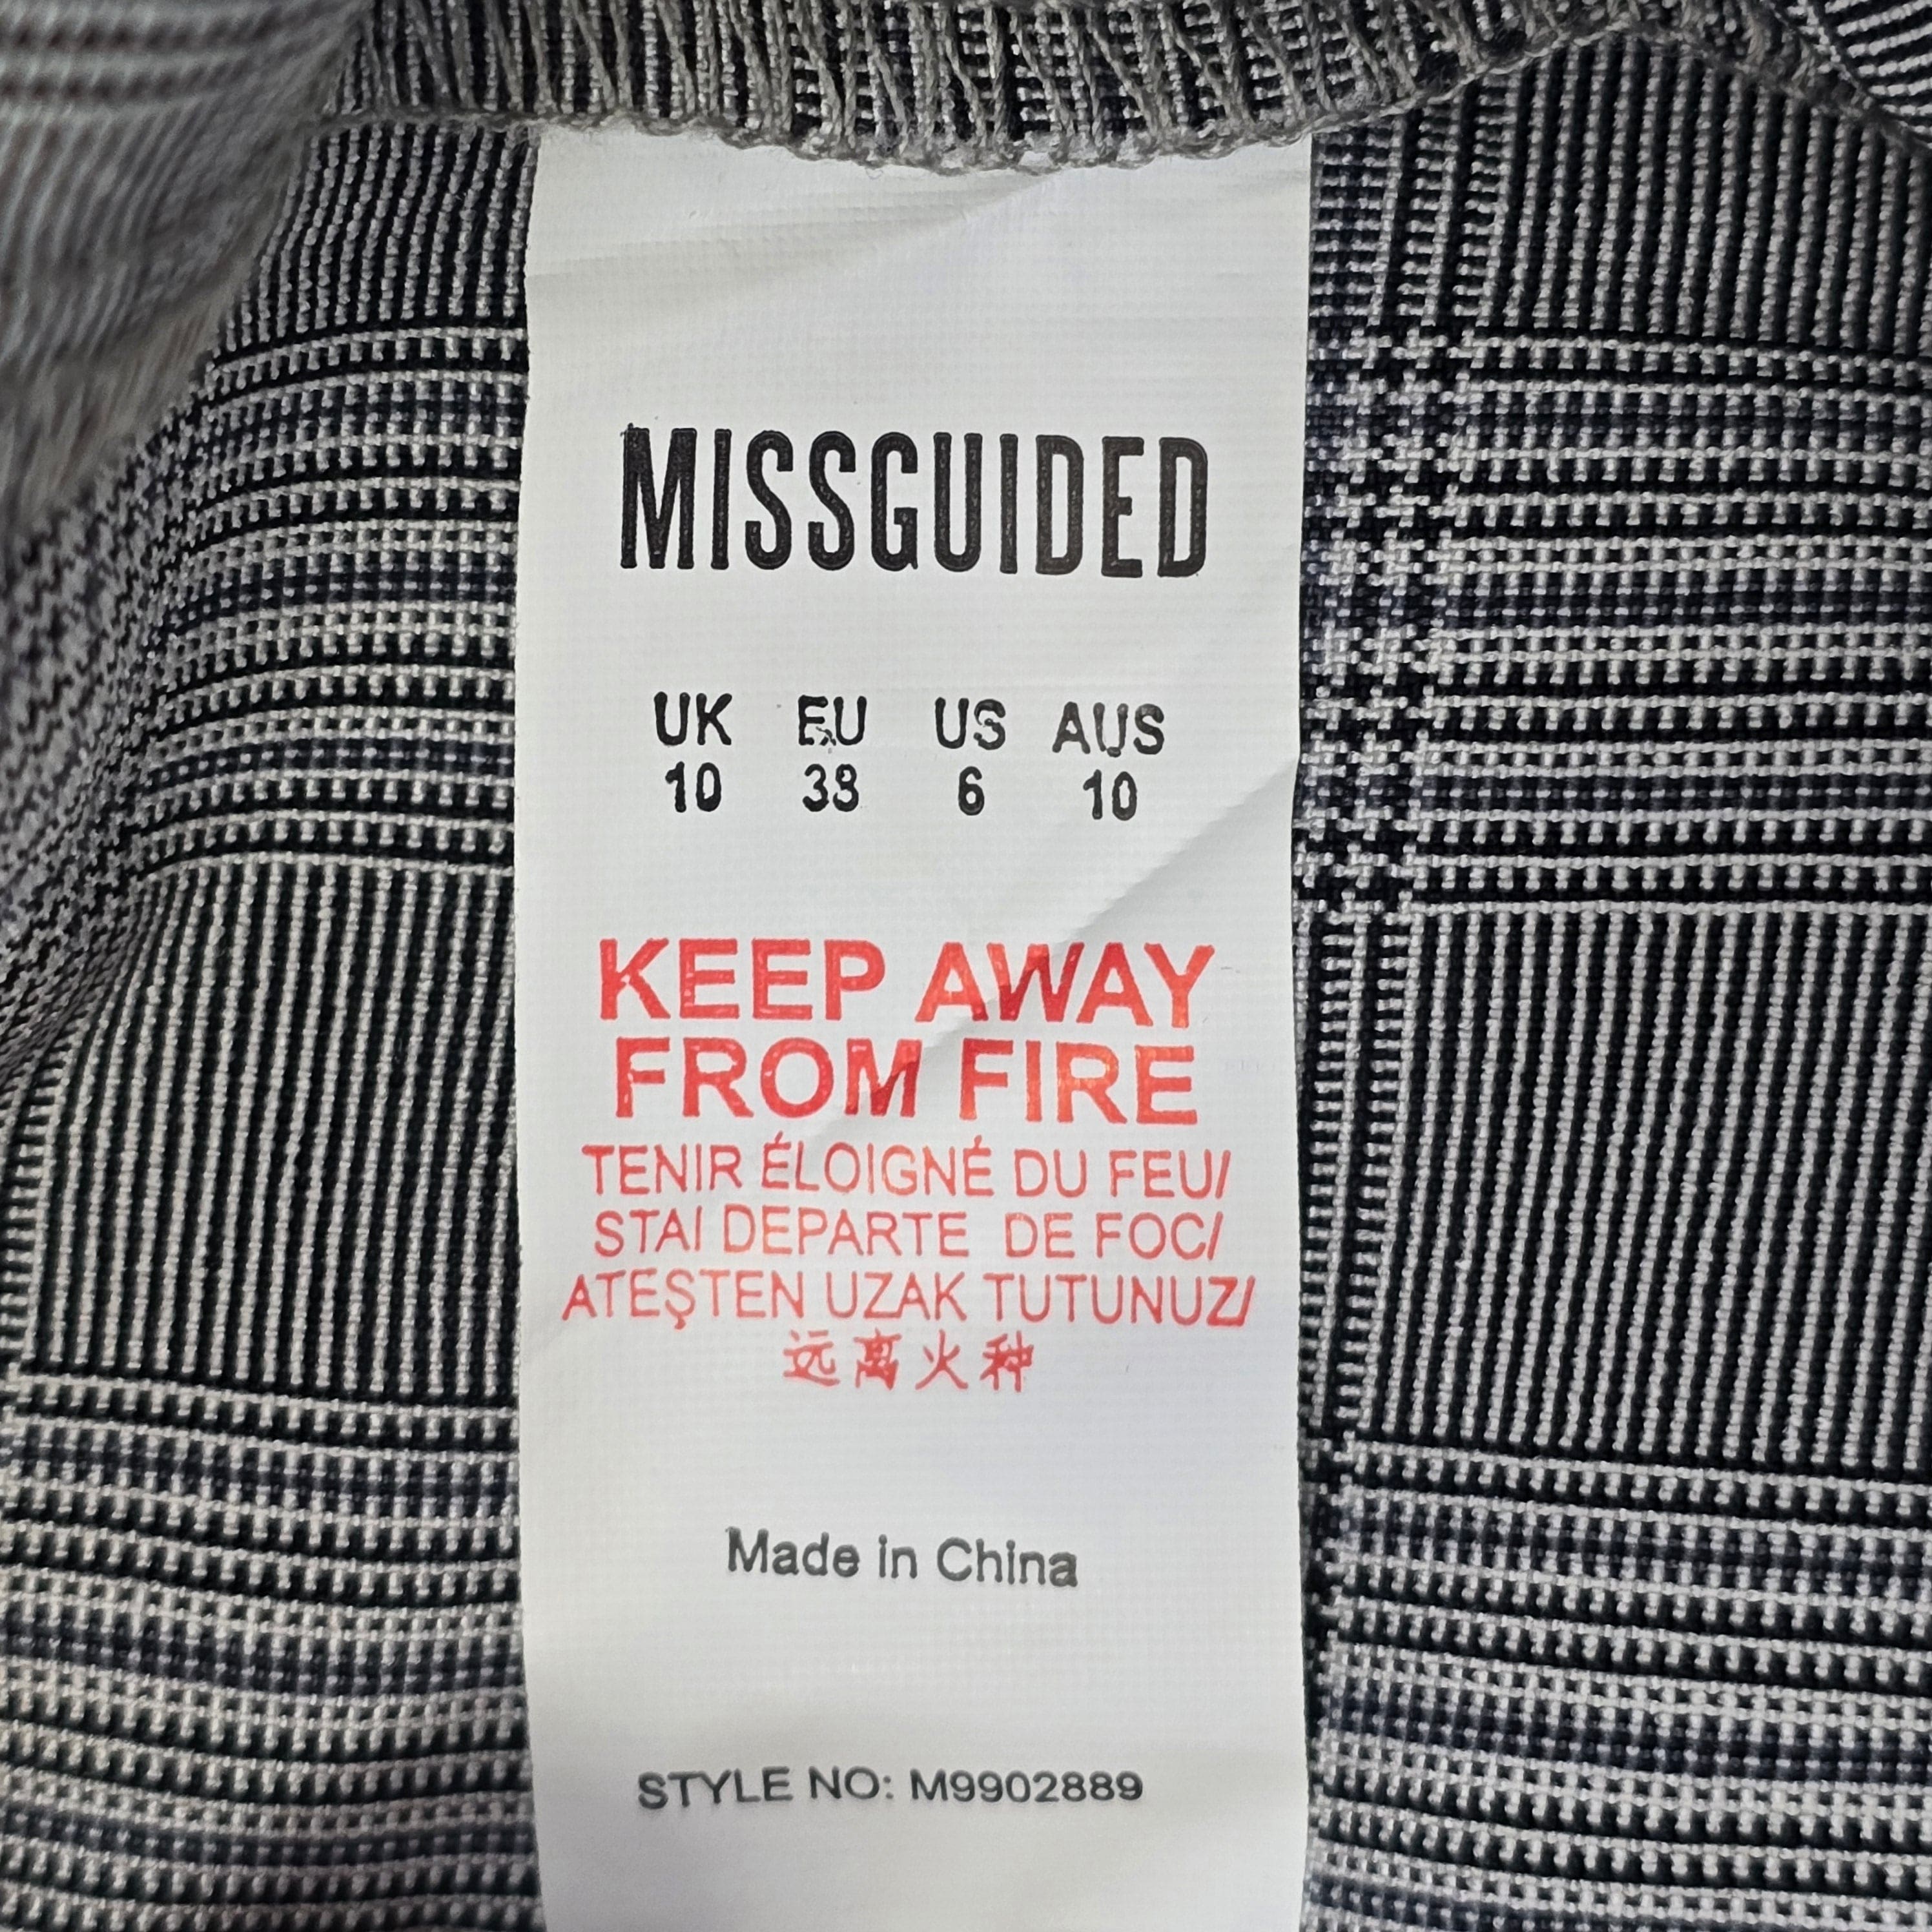 MISSGUIDED
UK EU US AUS
10 38 6 10
KEEP AWAY
FROM FIRE
TENIR ÉLOIGNÉ DU FEU/
STAI DEPARTE DE FOC/
ATEŞTEN UZAK TUTUNUZ/
远离火种
Made in China
STYLE NO: M9902889